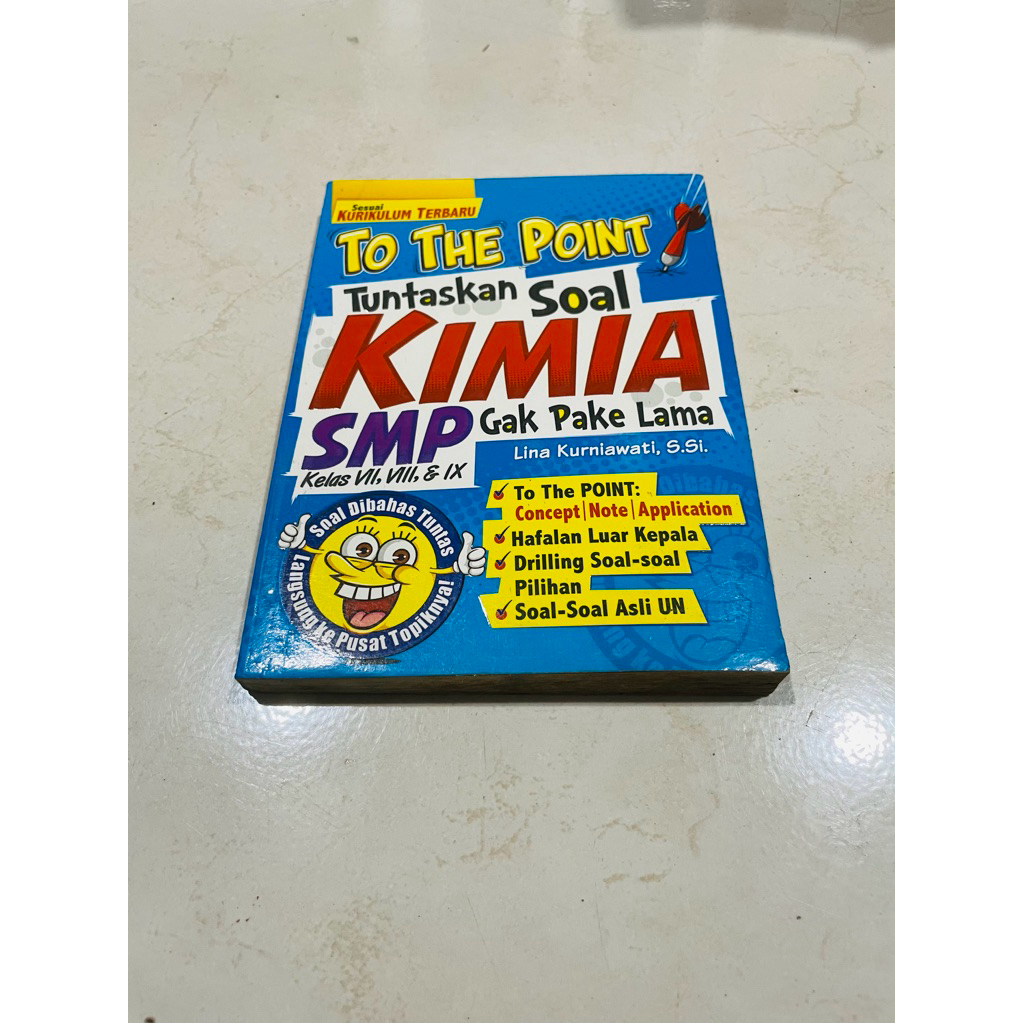 Sesuai
KURIKULUM TERBARU
TO THE POINT
Tuntaskan Soal
KIMIA
SMP Gak Pake Lama
Kelas VII, VIII, & IX
Lina Kurniawati, S.Si.
To The POINT:
Concept|Note|Application
Hafalan Luar Kepala
Drilling Soal-soal
Pilihan
Soal-Soal Asli UN
Soal Dibahas Tuntas
Langsung ke Pusat Topiknya!